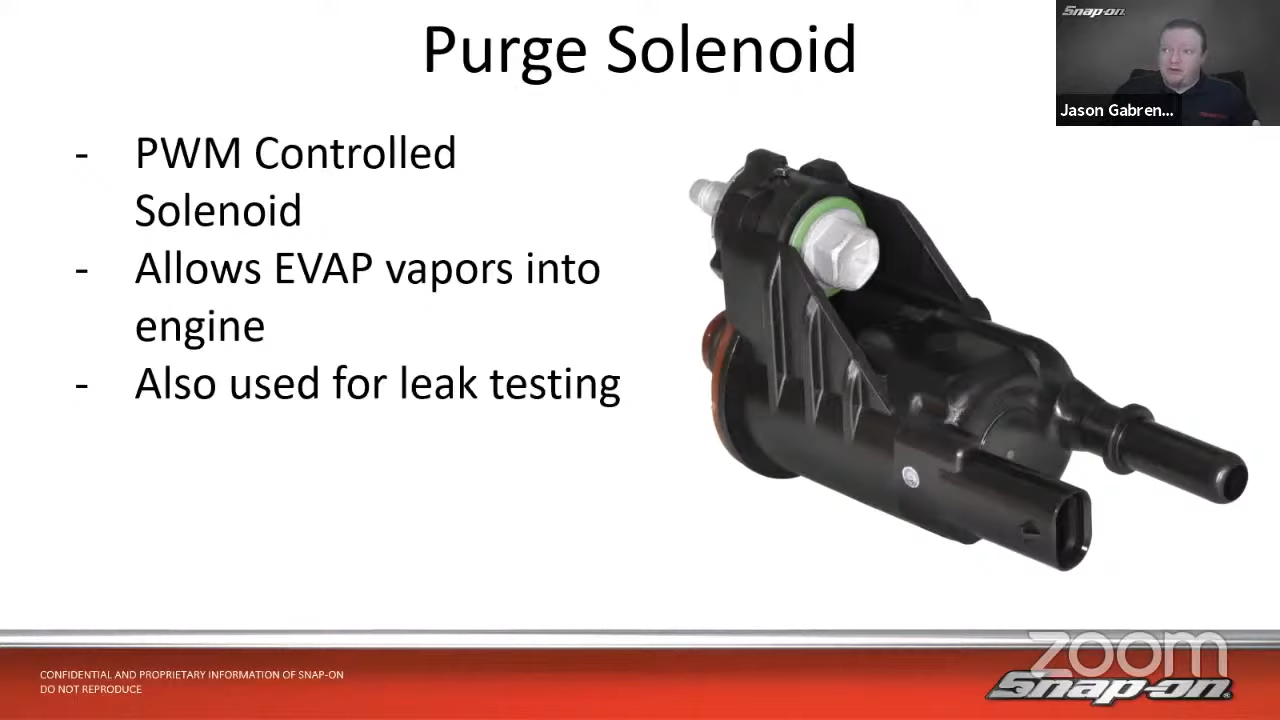 Purge Solenoid
Snap-on
Jason Gabren...
- PWM Controlled
Solenoid
- Allows EVAP vapors into
engine
- Also used for leak testing
CONFIDENTIAL AND PROPRIETARY INFORMATION OF SNAP-ON
DO NOT REPRODUCE
zoom
Snap-on